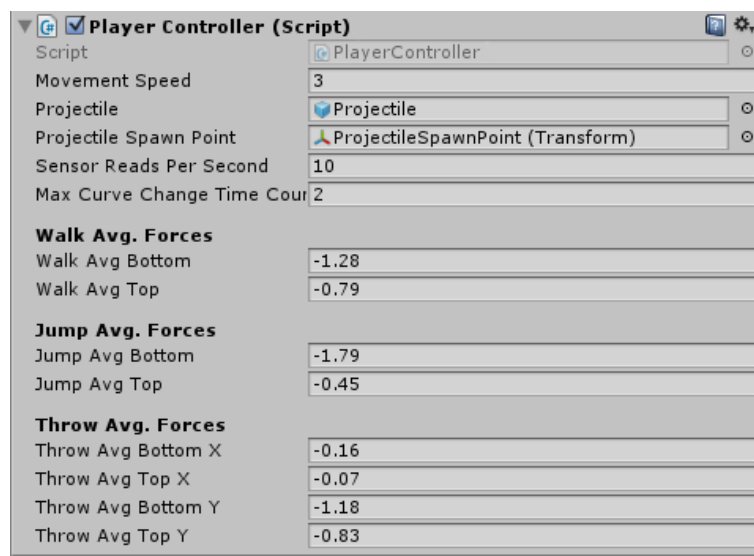 Player Controller (Script)
Script PlayerController
Movement Speed 3
Projectile Projectile
Projectile Spawn Point ProjectileSpawnPoint (Transform)
Sensor Reads Per Second 10
Max Curve Change Time Cour 2
Walk Avg. Forces
Walk Avg Bottom -1.28
Walk Avg Top -0.79
Jump Avg. Forces
Jump Avg Bottom -1.79
Jump Avg Top -0.45
Throw Avg. Forces
Throw Avg Bottom X -0.16
Throw Avg Top X -0.07
Throw Avg Bottom Y -1.18
Throw Avg Top Y -0.83